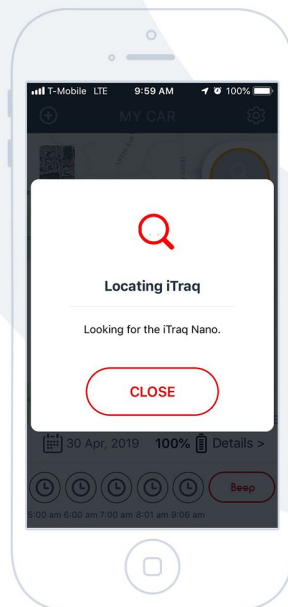 T-Mobile LTE 9:59 AM 100%
MY CAR
Locating iTraq
Looking for the iTraq Nano.
CLOSE
30 Apr, 2019 100% Details >
Beep
5:00 am 6:00 am 7:00 am 8:01 am 9:06 am